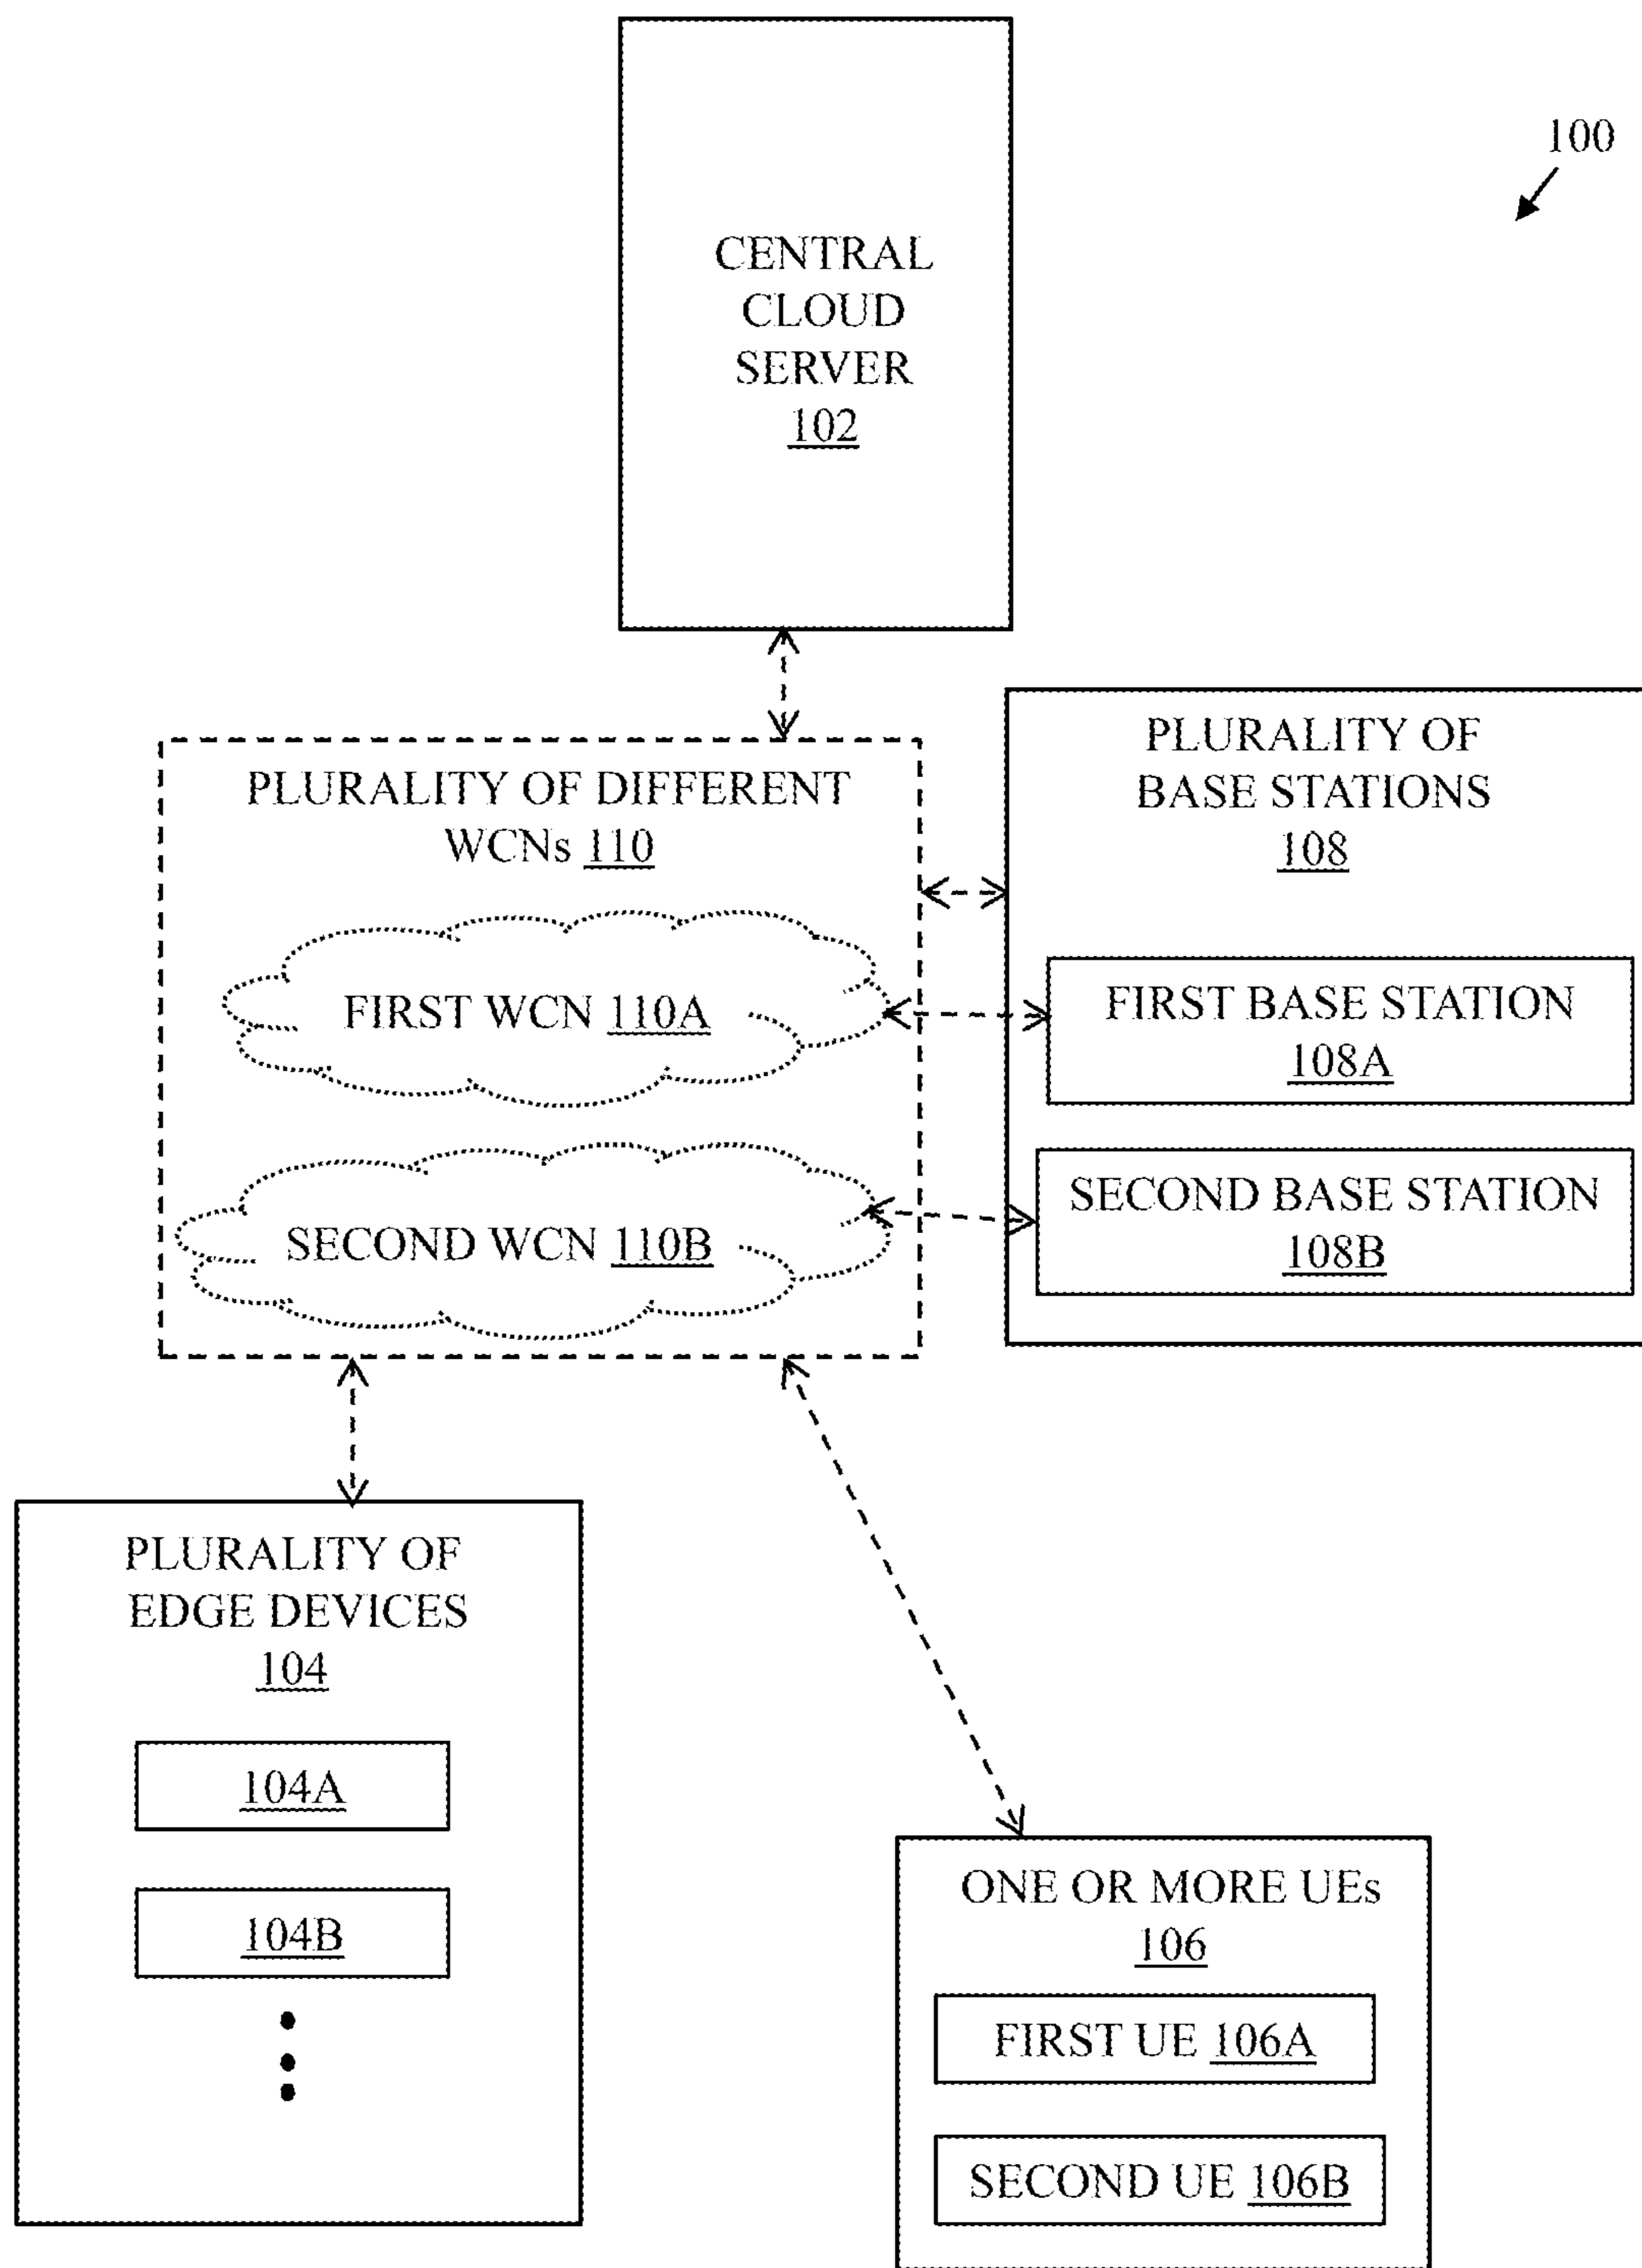 100
CENTRAL
CLOUD
SERVER
102
PLURALITY OF DIFFERENT
WCNs 110
FIRST WCN 110A
SECOND WCN 110B
PLURALITY OF
BASE STATIONS
108
FIRST BASE STATION
108A
SECOND BASE STATION
108B
PLURALITY OF
EDGE DEVICES
104
104A
104B
ONE OR MORE UEs
106
FIRST UE 106A
SECOND UE 106B